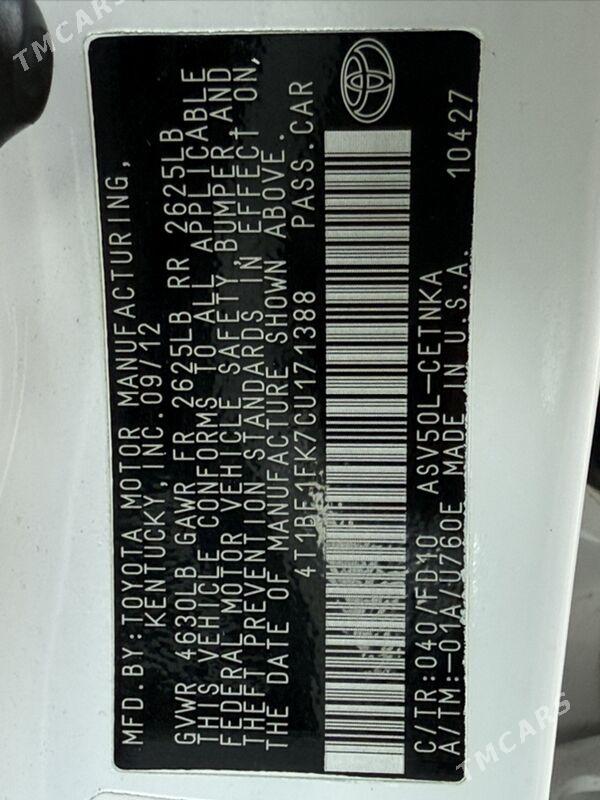 MFD.BY:TOYOTA MOTOR MANUFACTURING,
KENTUCKY,INC.09/12
GVWR 4630LB GAWR FR 2625LB RR 2625LB
THIS VEHICLE CONFORMS TO ALL APPLICABLE
FEDERAL MOTOR VEHICLE SAFETY,BUMPER,AND
THEFT PREVENTION STANDARDS IN EFFECT ON,
THE DATE OF MANUFACTURE SHOWN ABOVE.
4T1BF1FK7CU171388 PASS.CAR
C/TR:040/FD10 ASV50L-CETNKA
A/TM:-01A/U760E MADE IN U.S.A.
10427
TMCARS
TMCARS